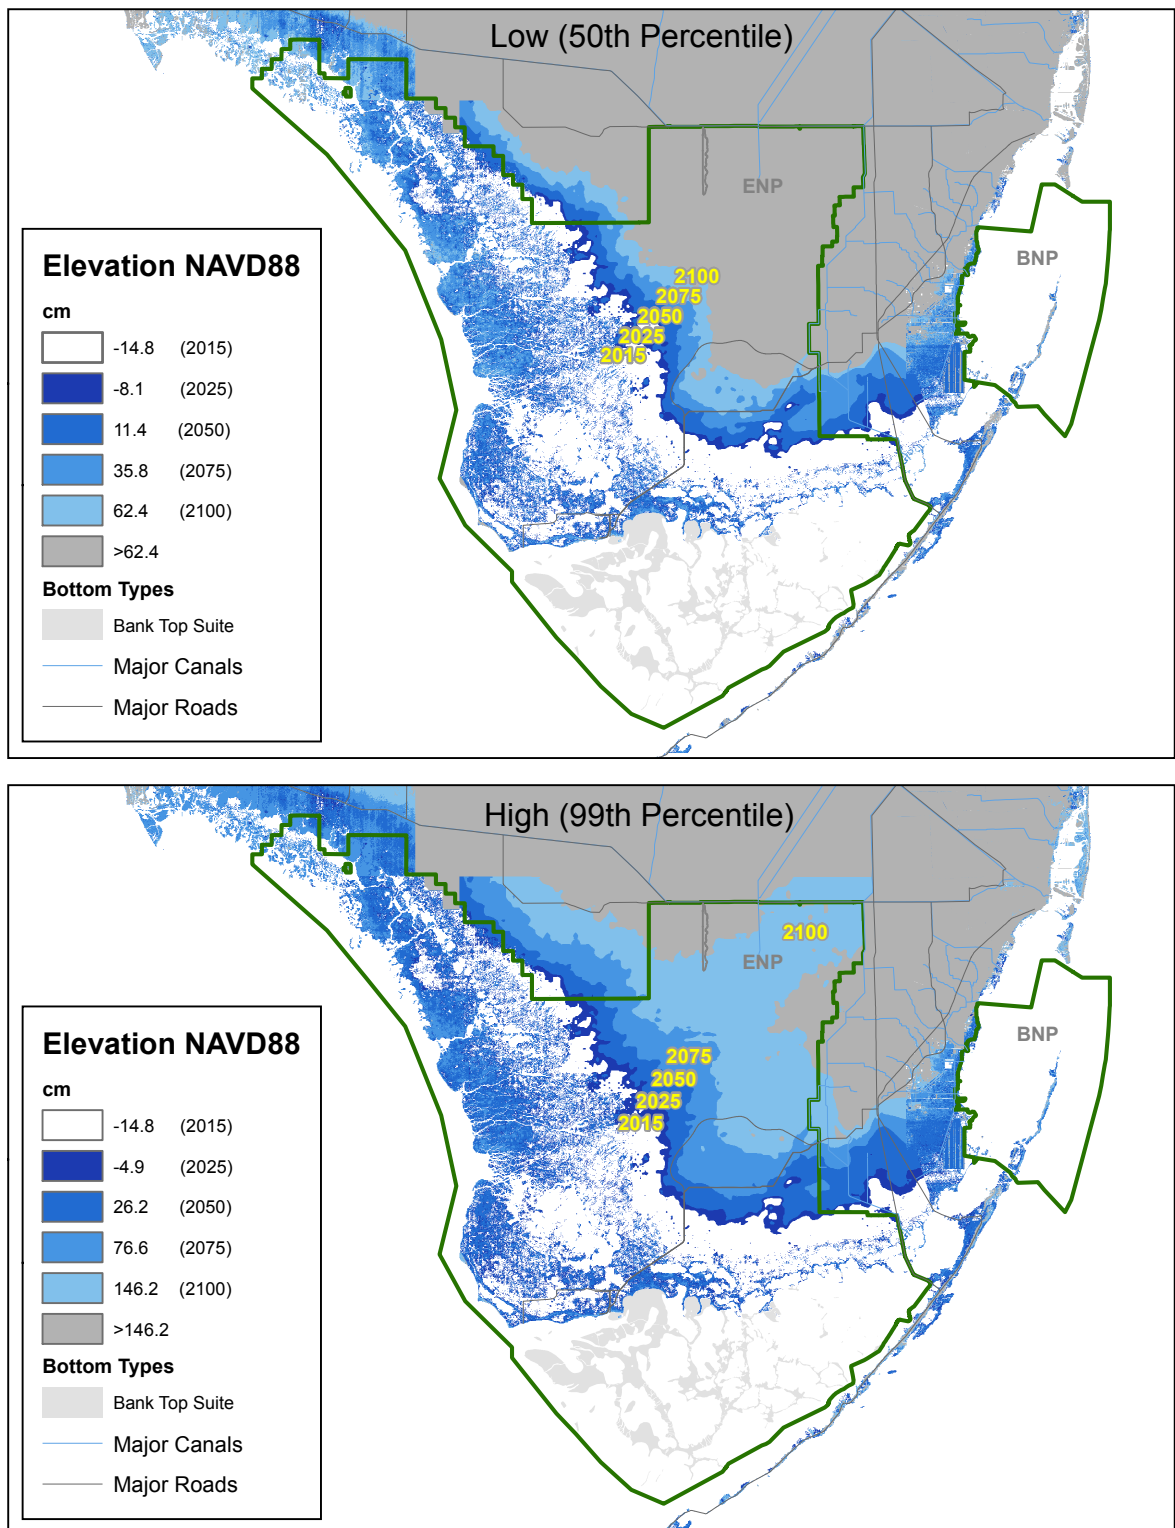 Low (50th Percentile)
ENP
BNP
2100
2075
2050
2025
2015
Elevation NAVD88
cm
-14.8 (2015)
-8.1 (2025)
11.4 (2050)
35.8 (2075)
62.4 (2100)
>62.4
Bottom Types
Bank Top Suite
Major Canals
Major Roads
High (99th Percentile)
2100
ENP
BNP
2075
2050
2025
2015
Elevation NAVD88
cm
-14.8 (2015)
-4.9 (2025)
26.2 (2050)
76.6 (2075)
146.2 (2100)
>146.2
Bottom Types
Bank Top Suite
Major Canals
Major Roads